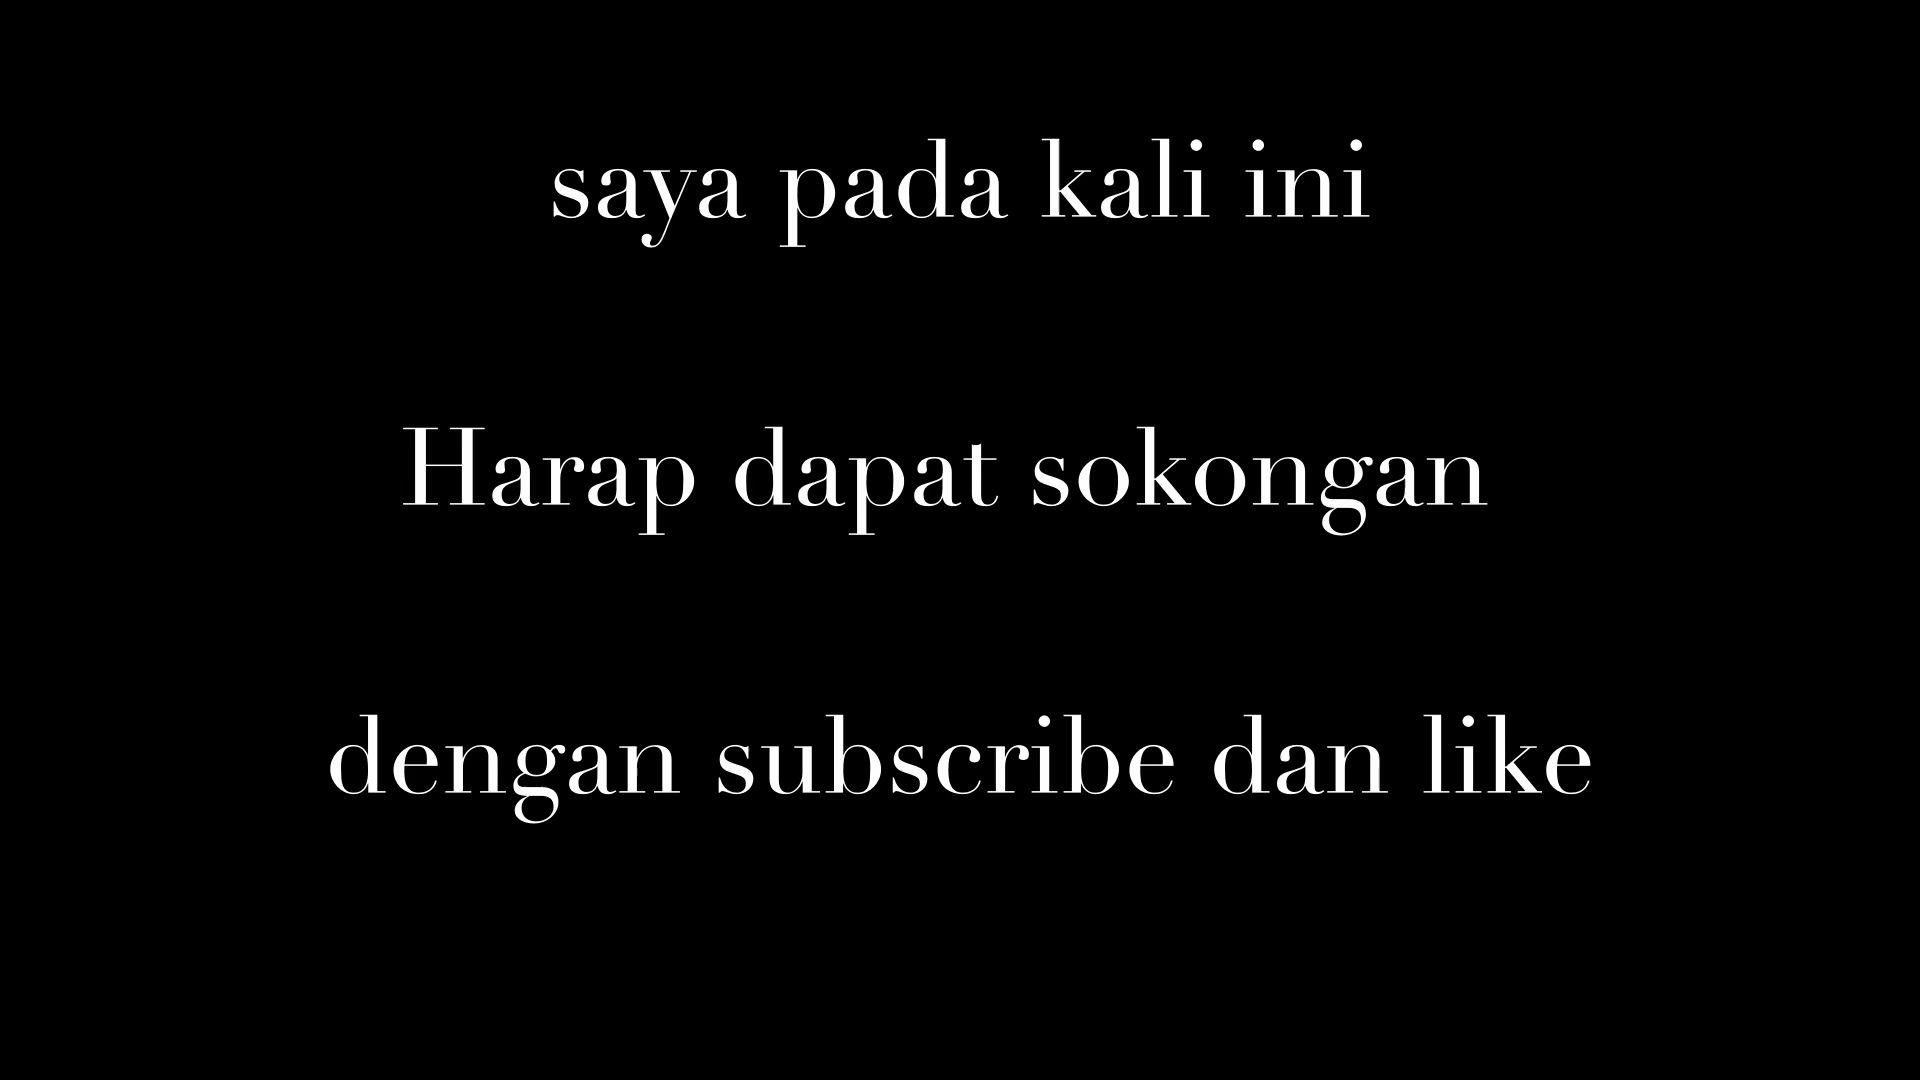 saya pada kali ini
Harap dapat sokongan
dengan subscribe dan like